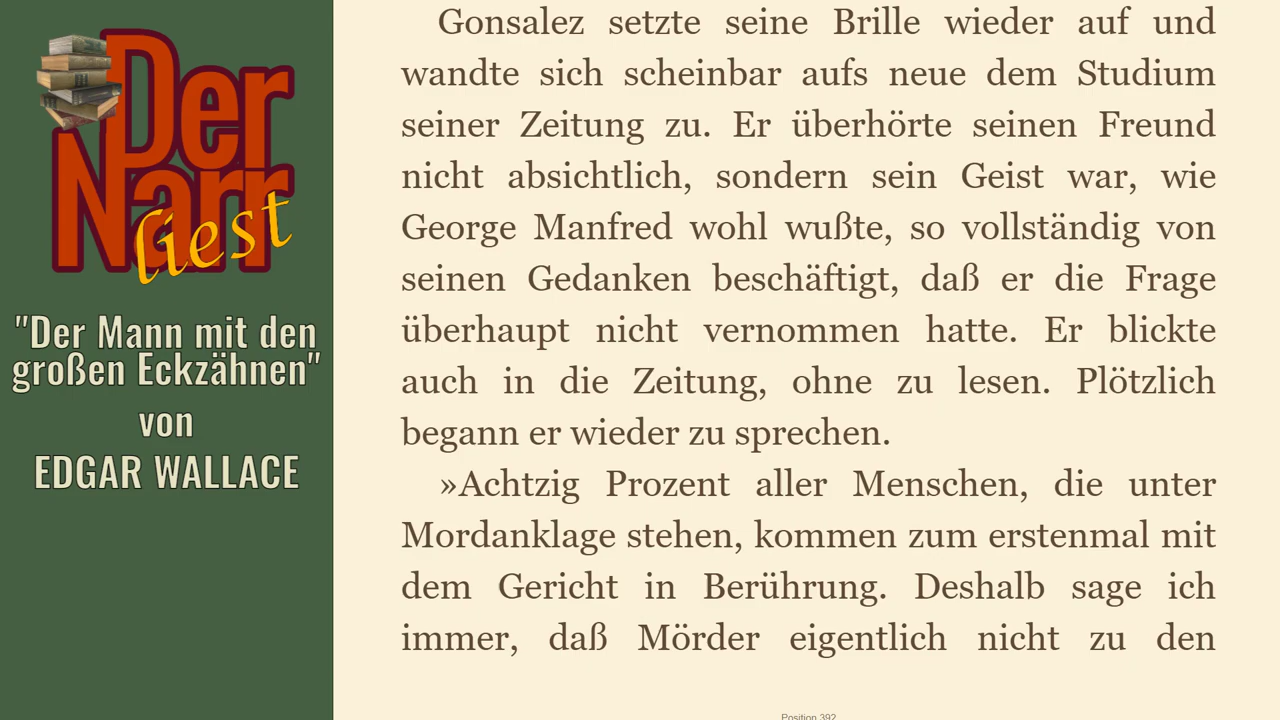 Der
Narr
liest
"Der Mann mit den
großen Eckzähnen"
von
EDGAR WALLACE
Gonsalez setzte seine Brille wieder auf und
wandte sich scheinbar aufs neue dem Studium
seiner Zeitung zu. Er überhörte seinen Freund
nicht absichtlich, sondern sein Geist war, wie
George Manfred wohl wußte, so vollständig von
seinen Gedanken beschäftigt, daß er die Frage
überhaupt nicht vernommen hatte. Er blickte
auch in die Zeitung, ohne zu lesen. Plötzlich
begann er wieder zu sprechen.
»Achtzig Prozent aller Menschen, die unter
Mordanklage stehen, kommen zum erstenmal mit
dem Gericht in Berührung. Deshalb sage ich
immer, daß Mörder eigentlich nicht zu den
Position 392